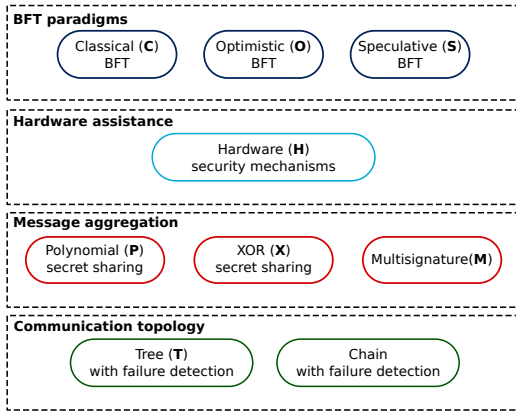 BFT paradigms
Classical (C)
BFT
Optimistic (O)
BFT
Speculative (S)
BFT
Hardware assistance
Hardware (H)
security mechanisms
Message aggregation
Polynomial (P)
secret sharing
XOR (X)
secret sharing
Multisignature(M)
Communication topology
Tree (T)
with failure detection
Chain
with failure detection